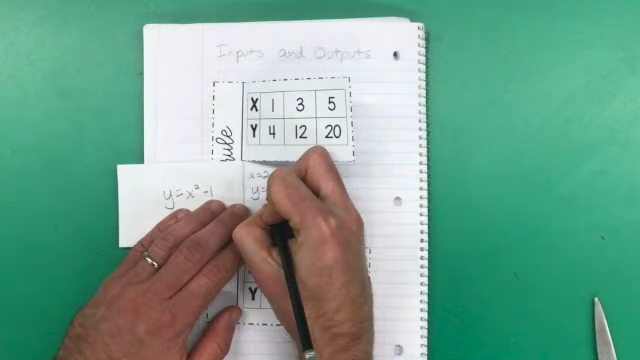 Inputs and Outputs
X 1 3 5
Y 4 12 20
rule
y=x²-1
x=2
y=
Y